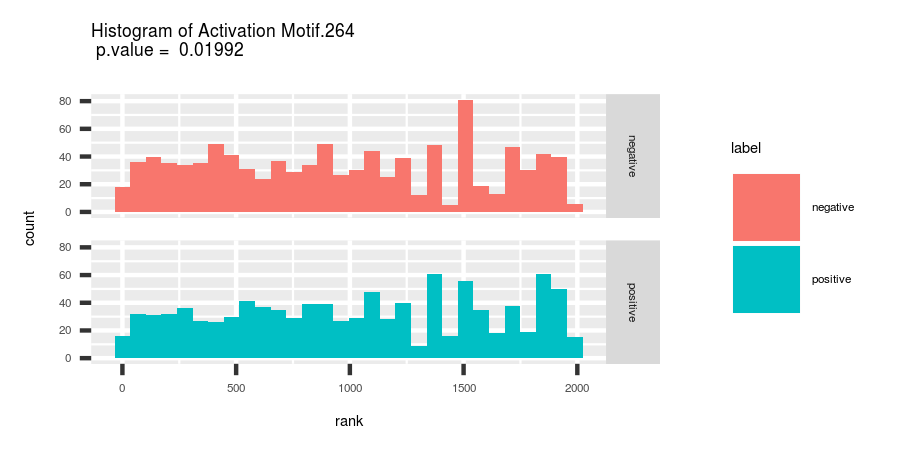 Histogram of Activation Motif.264
p.value = 0.01992
count
80
60
40
20
0
negative
80
60
40
20
0
positive
0 500 1000 1500 2000
rank
label
negative
positive